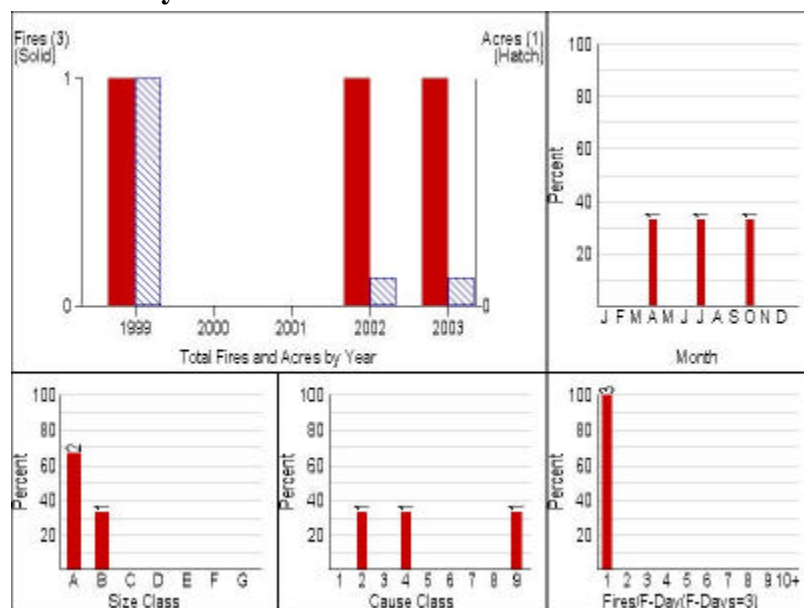 Fires (3)
(Solid)
Acres (1)
(Hatch)
1
0
0
1999 2000 2001 2002 2003
Total Fires and Acres by Year
100
80
60
40
20
Percent
1 1 1
J F M A M J J A S O N D
Month
100
80
60
40
20
Percent
2 1
A B C D E F G
Size Class
100
80
60
40
20
Percent
1 1 1
1 2 3 4 5 6 7 8 9
Cause Class
100
80
60
40
20
Percent
3
1 2 3 4 5 6 7 8 9 10+
Fires/F-Day(F-Days=3)